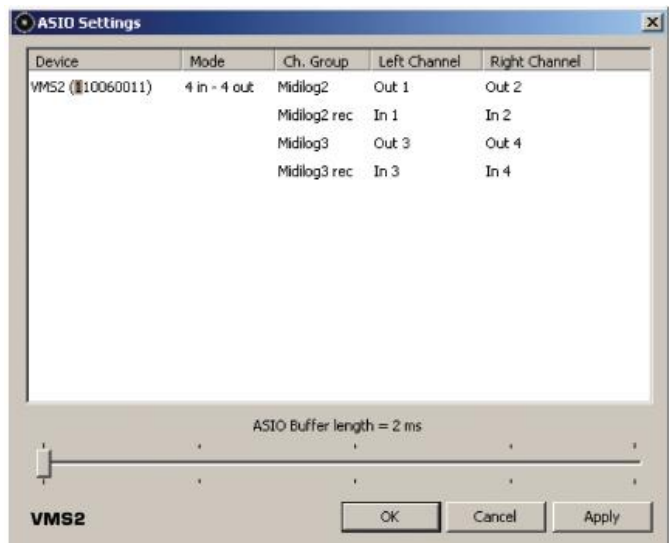 ASIO Settings
Device Mode Ch. Group Left Channel Right Channel
VMS2 (110060011) 4 in - 4 out Midilog2 Out 1 Out 2
Midilog2 rec In 1 In 2
Midilog3 Out 3 Out 4
Midilog3 rec In 3 In 4
ASIO Buffer length = 2 ms
VMS2 OK Cancel Apply